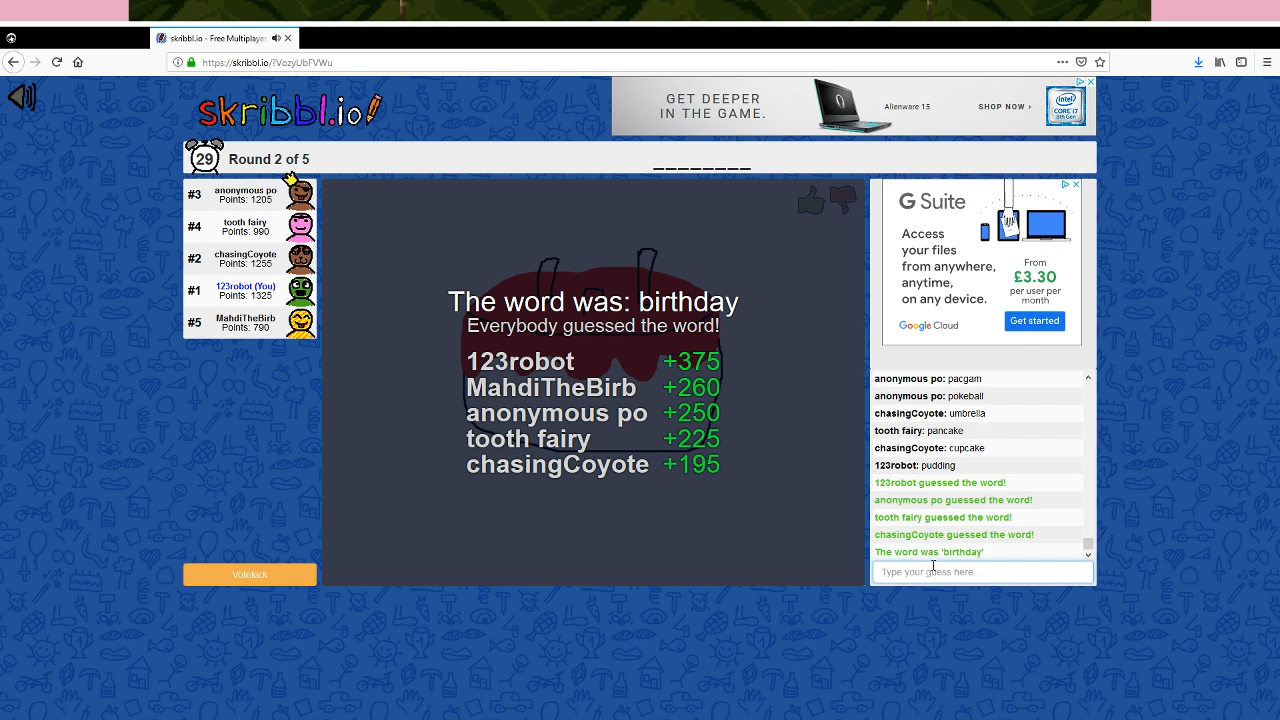 skribbl.io - Free Multiplayer
https://skribbl.io/?VozyUbFVWu
skribbl.io
GET DEEPER
IN THE GAME.
Alienware 15
SHOP NOW ›
intel
CORE i7
8th Gen
29
Round 2 of 5
________
#3
anonymous po
Points: 1205
#4
tooth fairy
Points: 990
#2
chasingCoyote
Points: 1255
#1
123robot (You)
Points: 1325
#5
MahdiTheBirb
Points: 790
Votekick
The word was: birthday
Everybody guessed the word!
123robot +375
MahdiTheBirb +260
anonymous po +250
tooth fairy +225
chasingCoyote +195
G Suite
Access
your files
from anywhere,
anytime,
on any device.
From
£3.30
per user per
month
Google Cloud
Get started
anonymous po: pacgam
anonymous po: pokeball
chasingCoyote: umbrella
tooth fairy: pancake
chasingCoyote: cupcake
123robot: pudding
123robot guessed the word!
anonymous po guessed the word!
tooth fairy guessed the word!
chasingCoyote guessed the word!
The word was 'birthday'
Type your guess here...